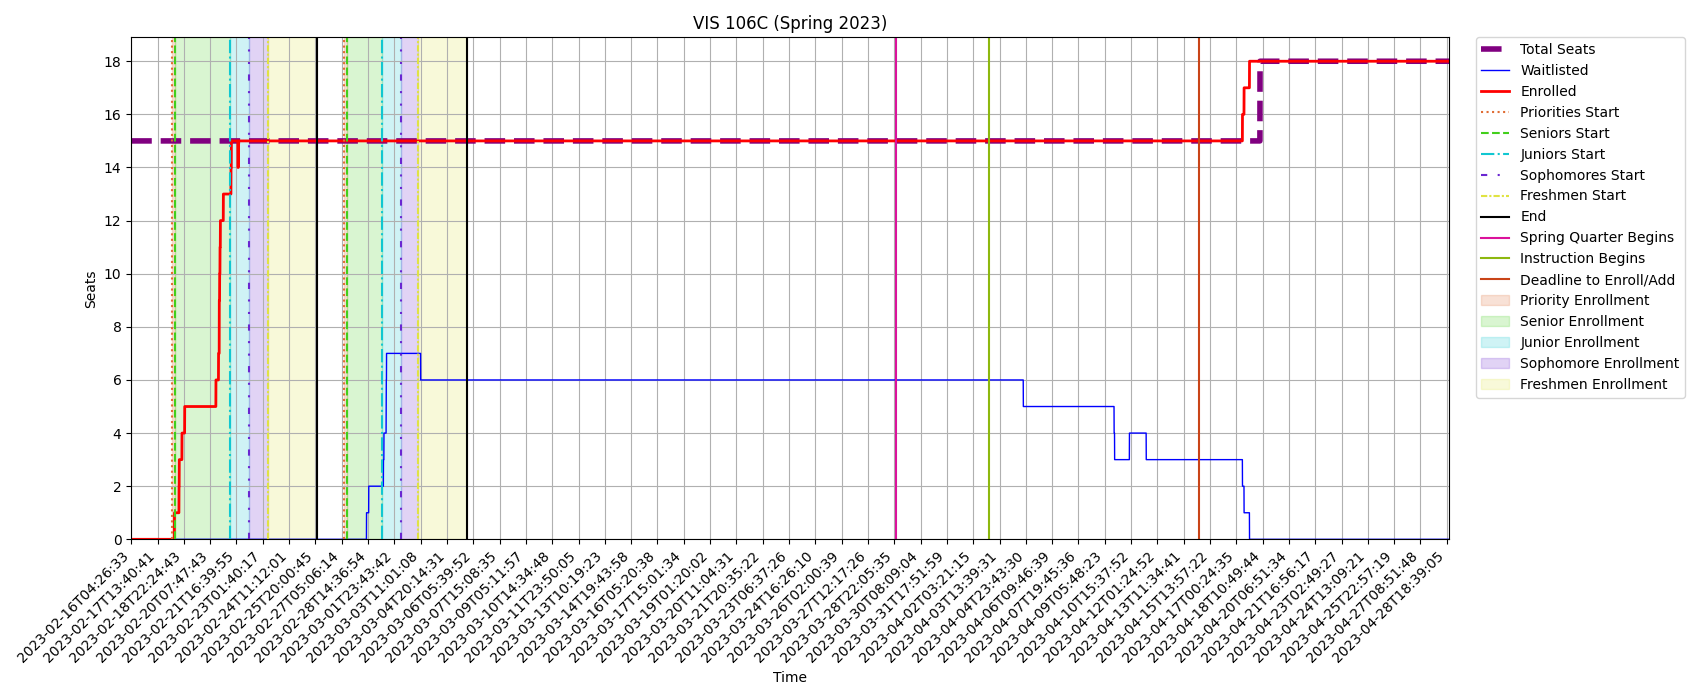 VIS 106C (Spring 2023)
Seats
18
16
14
12
10
8
6
4
2
0
2023-02-16T04:26:33
2023-02-17T13:40:41
2023-02-18T22:24:43
2023-02-20T07:47:43
2023-02-21T16:39:55
2023-02-23T01:40:17
2023-02-24T11:12:01
2023-02-25T20:00:45
2023-02-27T05:06:14
2023-02-28T14:36:54
2023-03-01T23:43:42
2023-03-03T11:01:08
2023-03-04T20:14:31
2023-03-06T05:39:52
2023-03-07T15:08:35
2023-03-09T05:11:57
2023-03-10T14:34:48
2023-03-11T23:50:05
2023-03-13T10:19:23
2023-03-14T19:43:58
2023-03-16T05:20:38
2023-03-17T15:01:34
2023-03-19T01:20:02
2023-03-20T11:04:31
2023-03-21T20:35:22
2023-03-23T06:37:26
2023-03-24T16:26:10
2023-03-26T02:00:39
2023-03-27T12:17:26
2023-03-28T22:05:35
2023-03-30T08:09:04
2023-03-31T17:51:59
2023-04-02T03:21:15
2023-04-03T13:39:31
2023-04-04T23:43:30
2023-04-06T09:46:39
2023-04-07T19:45:36
2023-04-09T05:48:23
2023-04-10T15:37:52
2023-04-12T01:24:52
2023-04-13T11:34:41
2023-04-15T13:57:22
2023-04-17T00:24:35
2023-04-18T10:49:44
2023-04-20T06:51:34
2023-04-21T16:56:17
2023-04-23T02:49:27
2023-04-24T13:09:21
2023-04-25T22:57:19
2023-04-27T08:51:48
2023-04-28T18:39:05
Time
Total Seats
Waitlisted
Enrolled
Priorities Start
Seniors Start
Juniors Start
Sophomores Start
Freshmen Start
End
Spring Quarter Begins
Instruction Begins
Deadline to Enroll/Add
Priority Enrollment
Senior Enrollment
Junior Enrollment
Sophomore Enrollment
Freshmen Enrollment